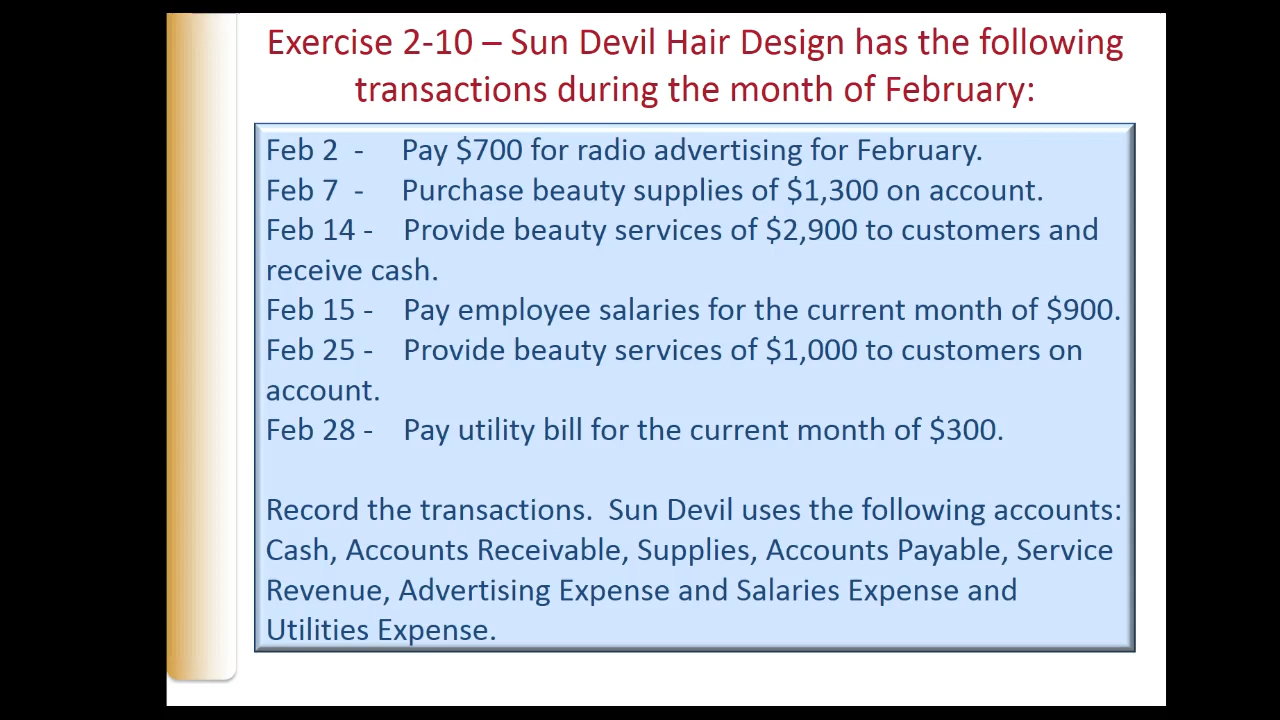 Exercise 2-10 – Sun Devil Hair Design has the following
transactions during the month of February:
Feb 2 - Pay $700 for radio advertising for February.
Feb 7 - Purchase beauty supplies of $1,300 on account.
Feb 14 - Provide beauty services of $2,900 to customers and
receive cash.
Feb 15 - Pay employee salaries for the current month of $900.
Feb 25 - Provide beauty services of $1,000 to customers on
account.
Feb 28 - Pay utility bill for the current month of $300.
Record the transactions. Sun Devil uses the following accounts:
Cash, Accounts Receivable, Supplies, Accounts Payable, Service
Revenue, Advertising Expense and Salaries Expense and
Utilities Expense.